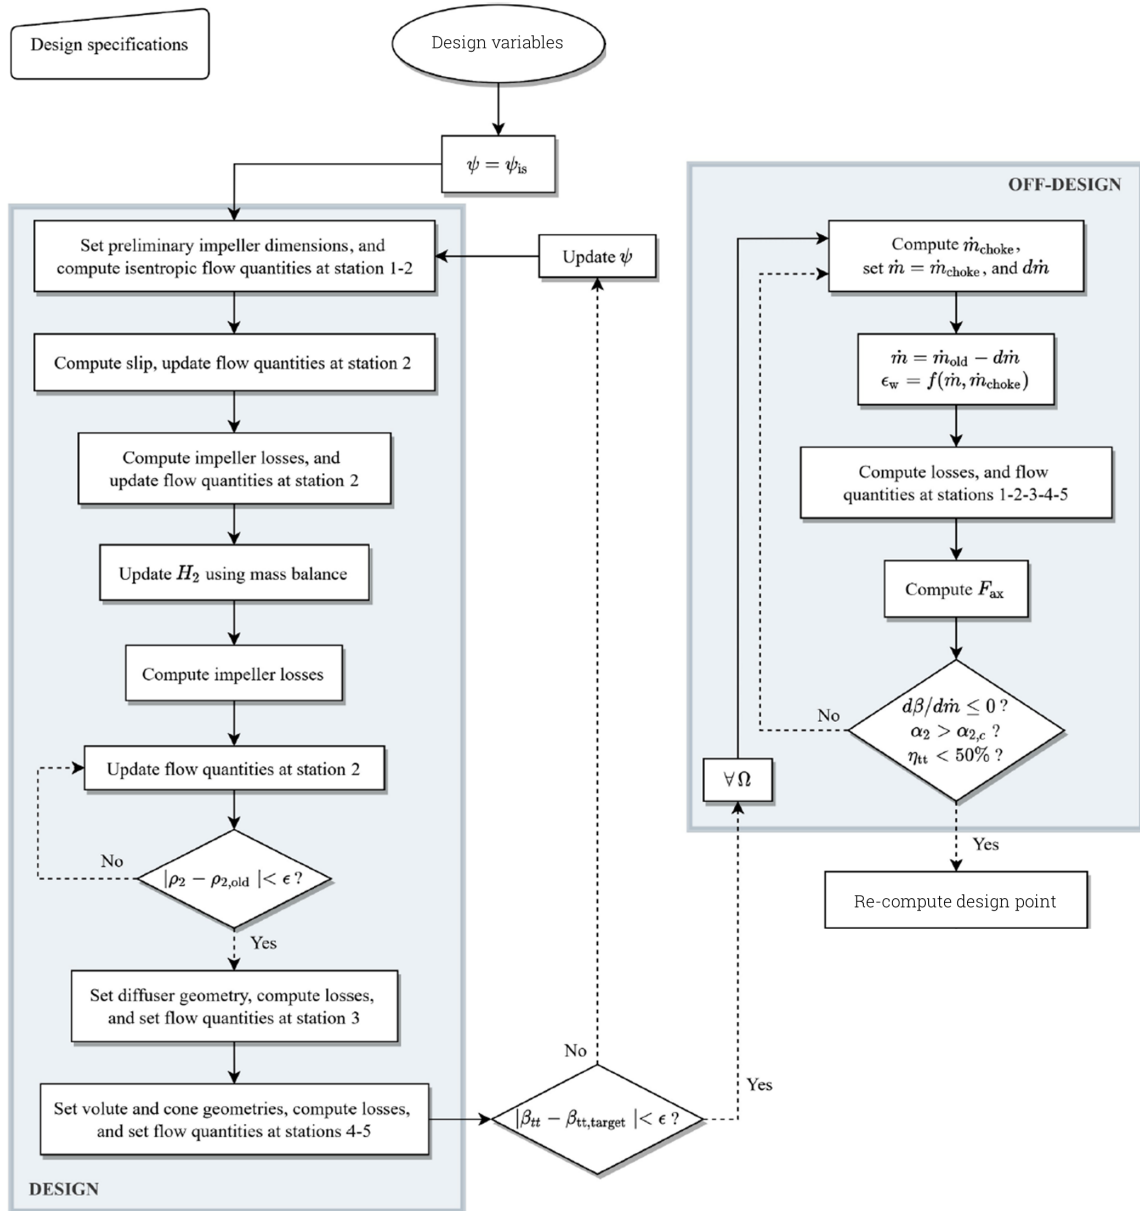 Design specifications
Design variables
ψ = ψ_is
OFF-DESIGN
Set preliminary impeller dimensions, and
compute isentropic flow quantities at station 1-2
Update ψ
Compute ṁ_choke,
set ṁ = ṁ_choke, and dṁ
Compute slip, update flow quantities at station 2
ṁ = ṁ_old − dṁ
ϵ_w = f(ṁ, ṁ_choke)
Compute impeller losses, and
update flow quantities at station 2
Compute losses, and flow
quantities at stations 1-2-3-4-5
Update H₂ using mass balance
Compute F_ax
Compute impeller losses
dβ/dṁ ≤ 0 ?
α₂ > α_2,c ?
η_tt < 50% ?
No
Update flow quantities at station 2
∀ Ω
Yes
No
|ρ₂ − ρ_2,old | < ϵ ?
Re-compute design point
Yes
Set diffuser geometry, compute losses,
and set flow quantities at station 3
No
Yes
Set volute and cone geometries, compute losses,
and set flow quantities at stations 4-5
|β_tt − β_tt,target | < ϵ ?
DESIGN